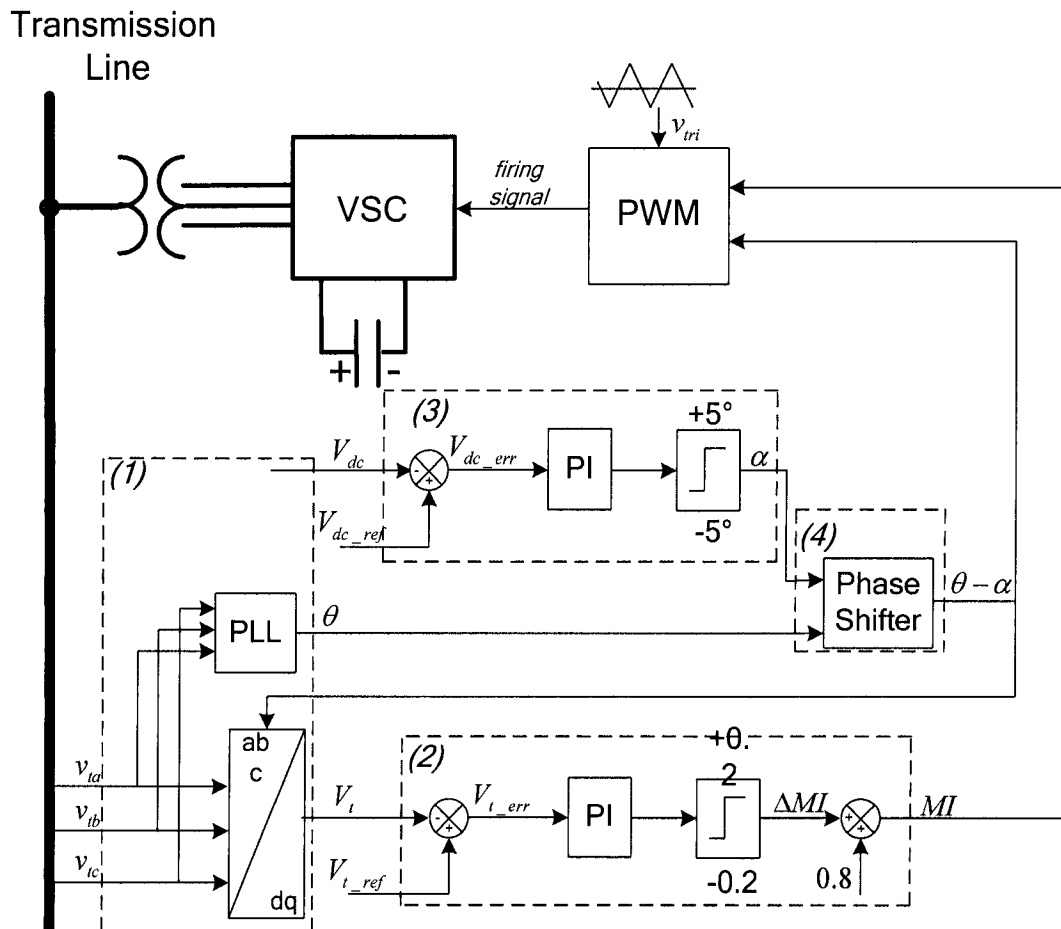 Transmission
Line
v_tri
firing
signal
VSC
PWM
+ -
(3)
+5°
V_dc
V_dc_err
-
+
PI
α
-5°
V_dc_ref
(1)
(4)
Phase
Shifter
θ-α
PLL
θ
ab
c
dq
v_ta
v_tb
v_tc
(2)
+θ.
2
V_t
V_t_err
-
+
PI
ΔMI
+
+
MI
V_t_ref
-0.2
0.8